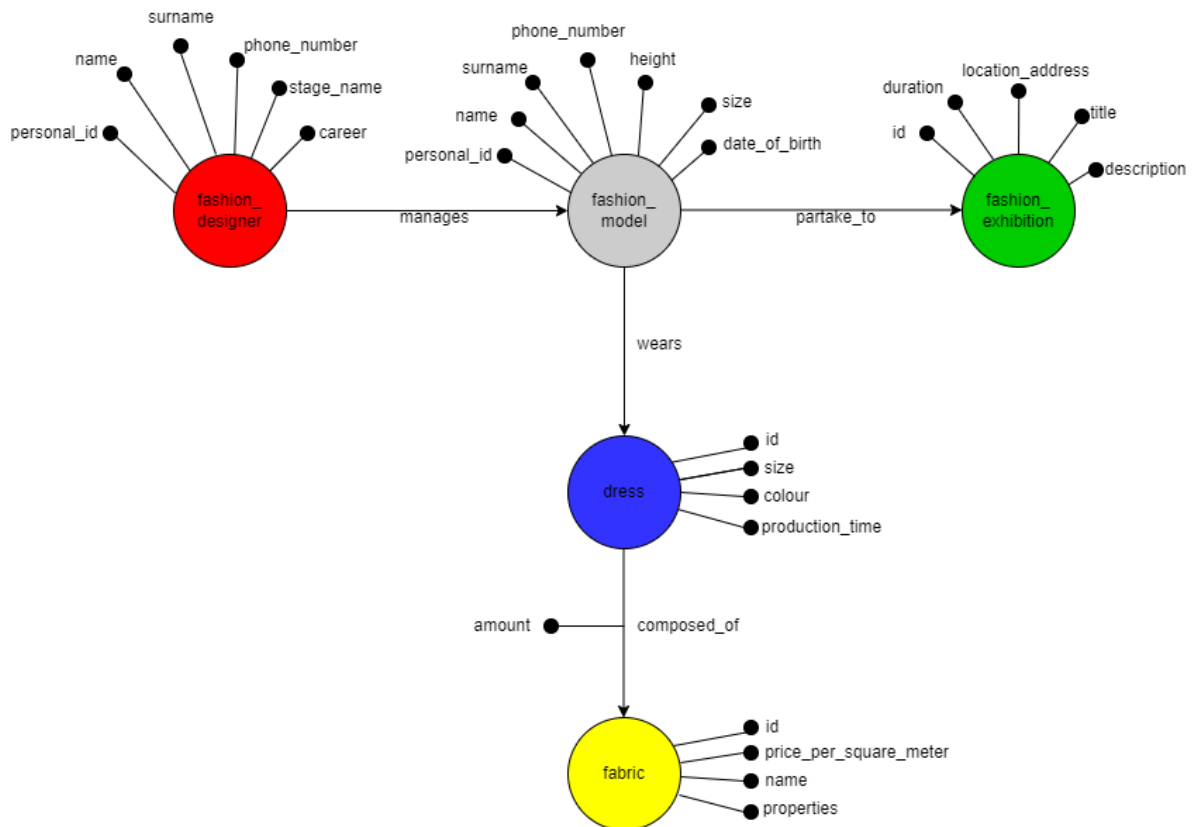 surname
name
phone_number
stage_name
personal_id
career
fashion_
designer
manages
phone_number
surname
height
name
size
personal_id
date_of_birth
fashion_
model
partake_to
location_address
duration
id
title
description
fashion_
exhibition
wears
dress
id
size
colour
production_time
amount
composed_of
fabric
id
price_per_square_meter
name
properties